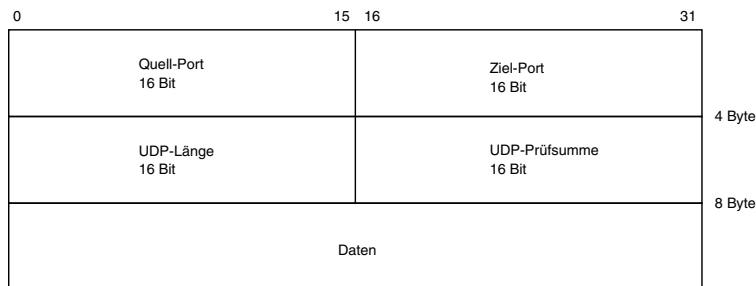 0 15 16 31
Quell-Port
16 Bit
Ziel-Port
16 Bit
4 Byte
UDP-Länge
16 Bit
UDP-Prüfsumme
16 Bit
8 Byte
Daten